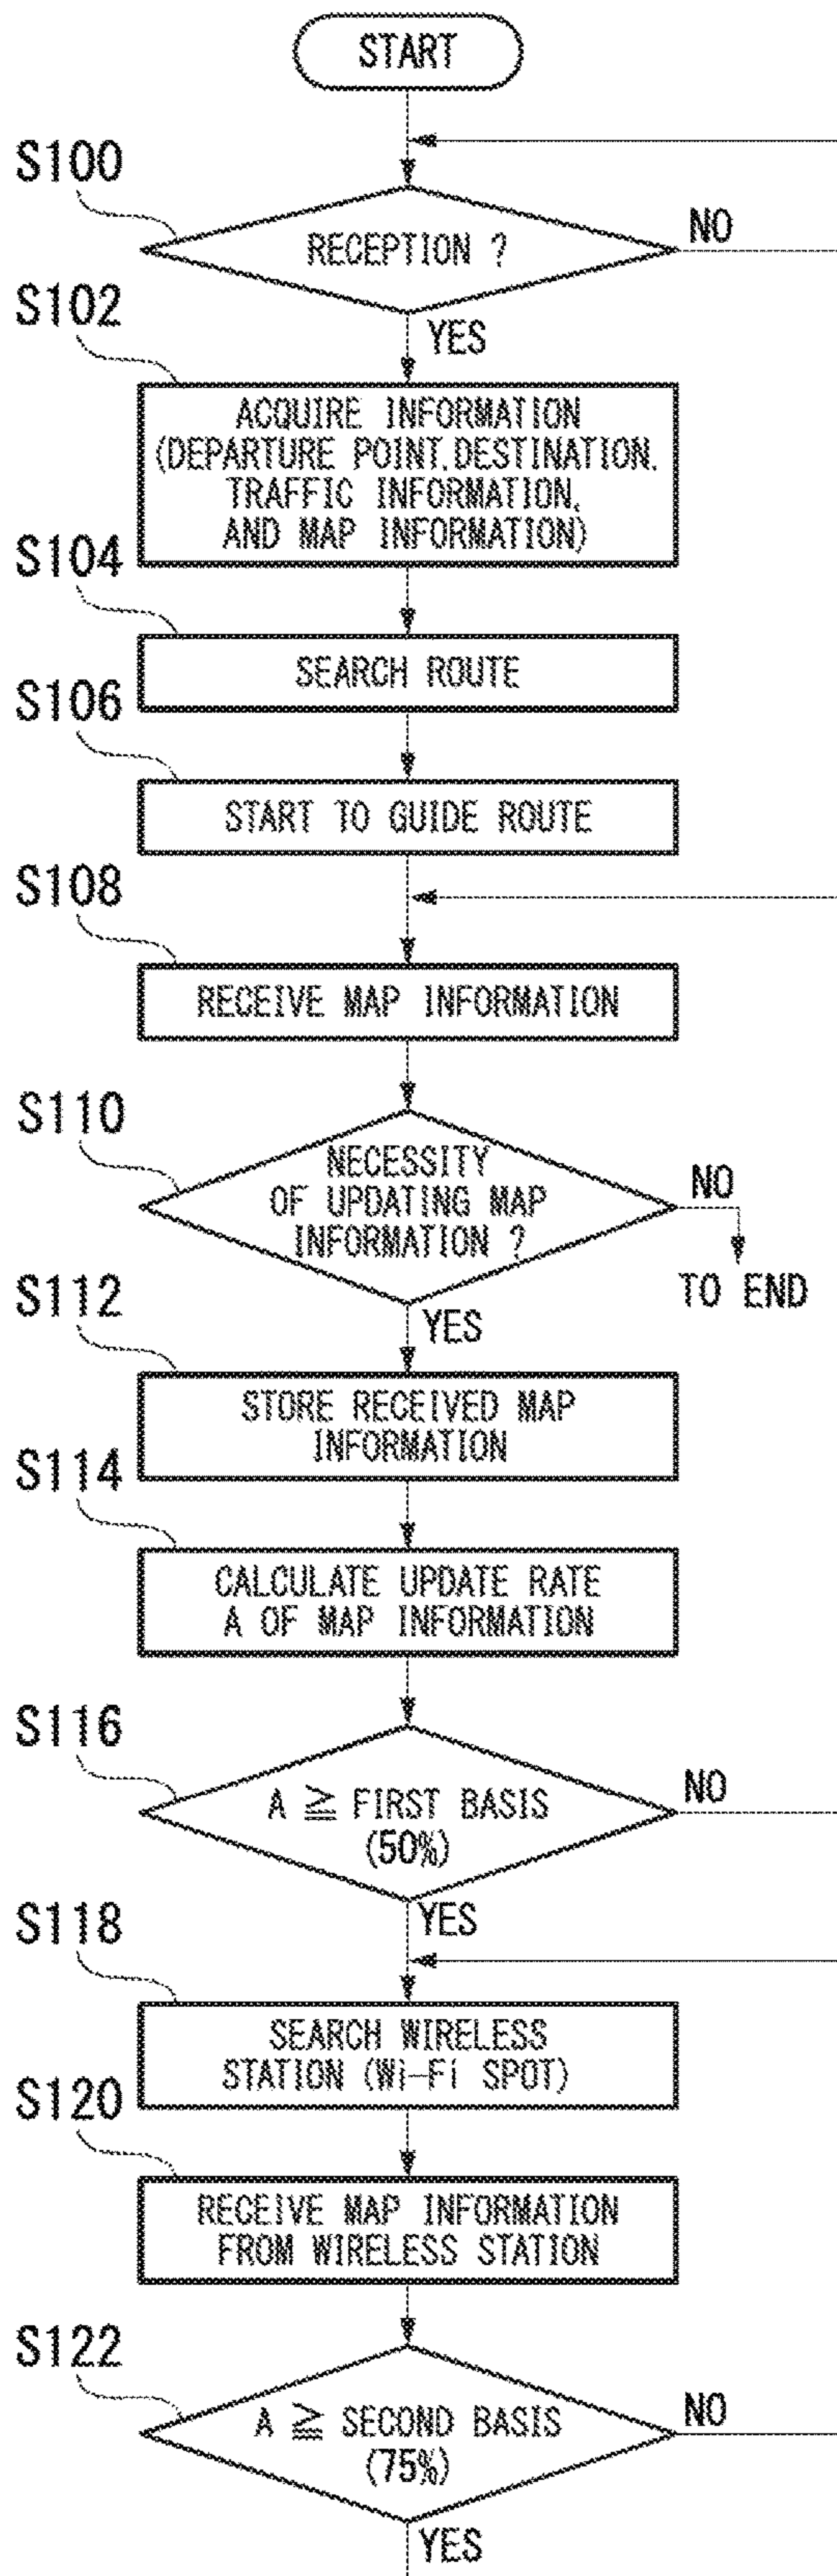 START
S100
RECEPTION ?
NO
YES
S102
ACQUIRE INFORMATION
(DEPARTURE POINT, DESTINATION,
TRAFFIC INFORMATION,
AND MAP INFORMATION)
S104
SEARCH ROUTE
S106
START TO GUIDE ROUTE
S108
RECEIVE MAP INFORMATION
S110
NECESSITY
OF UPDATING MAP
INFORMATION ?
NO
TO END
YES
S112
STORE RECEIVED MAP
INFORMATION
S114
CALCULATE UPDATE RATE
A OF MAP INFORMATION
S116
A ≧ FIRST BASIS
(50%)
NO
YES
S118
SEARCH WIRELESS
STATION (Wi-Fi SPOT)
S120
RECEIVE MAP INFORMATION
FROM WIRELESS STATION
S122
A ≧ SECOND BASIS
(75%)
NO
YES